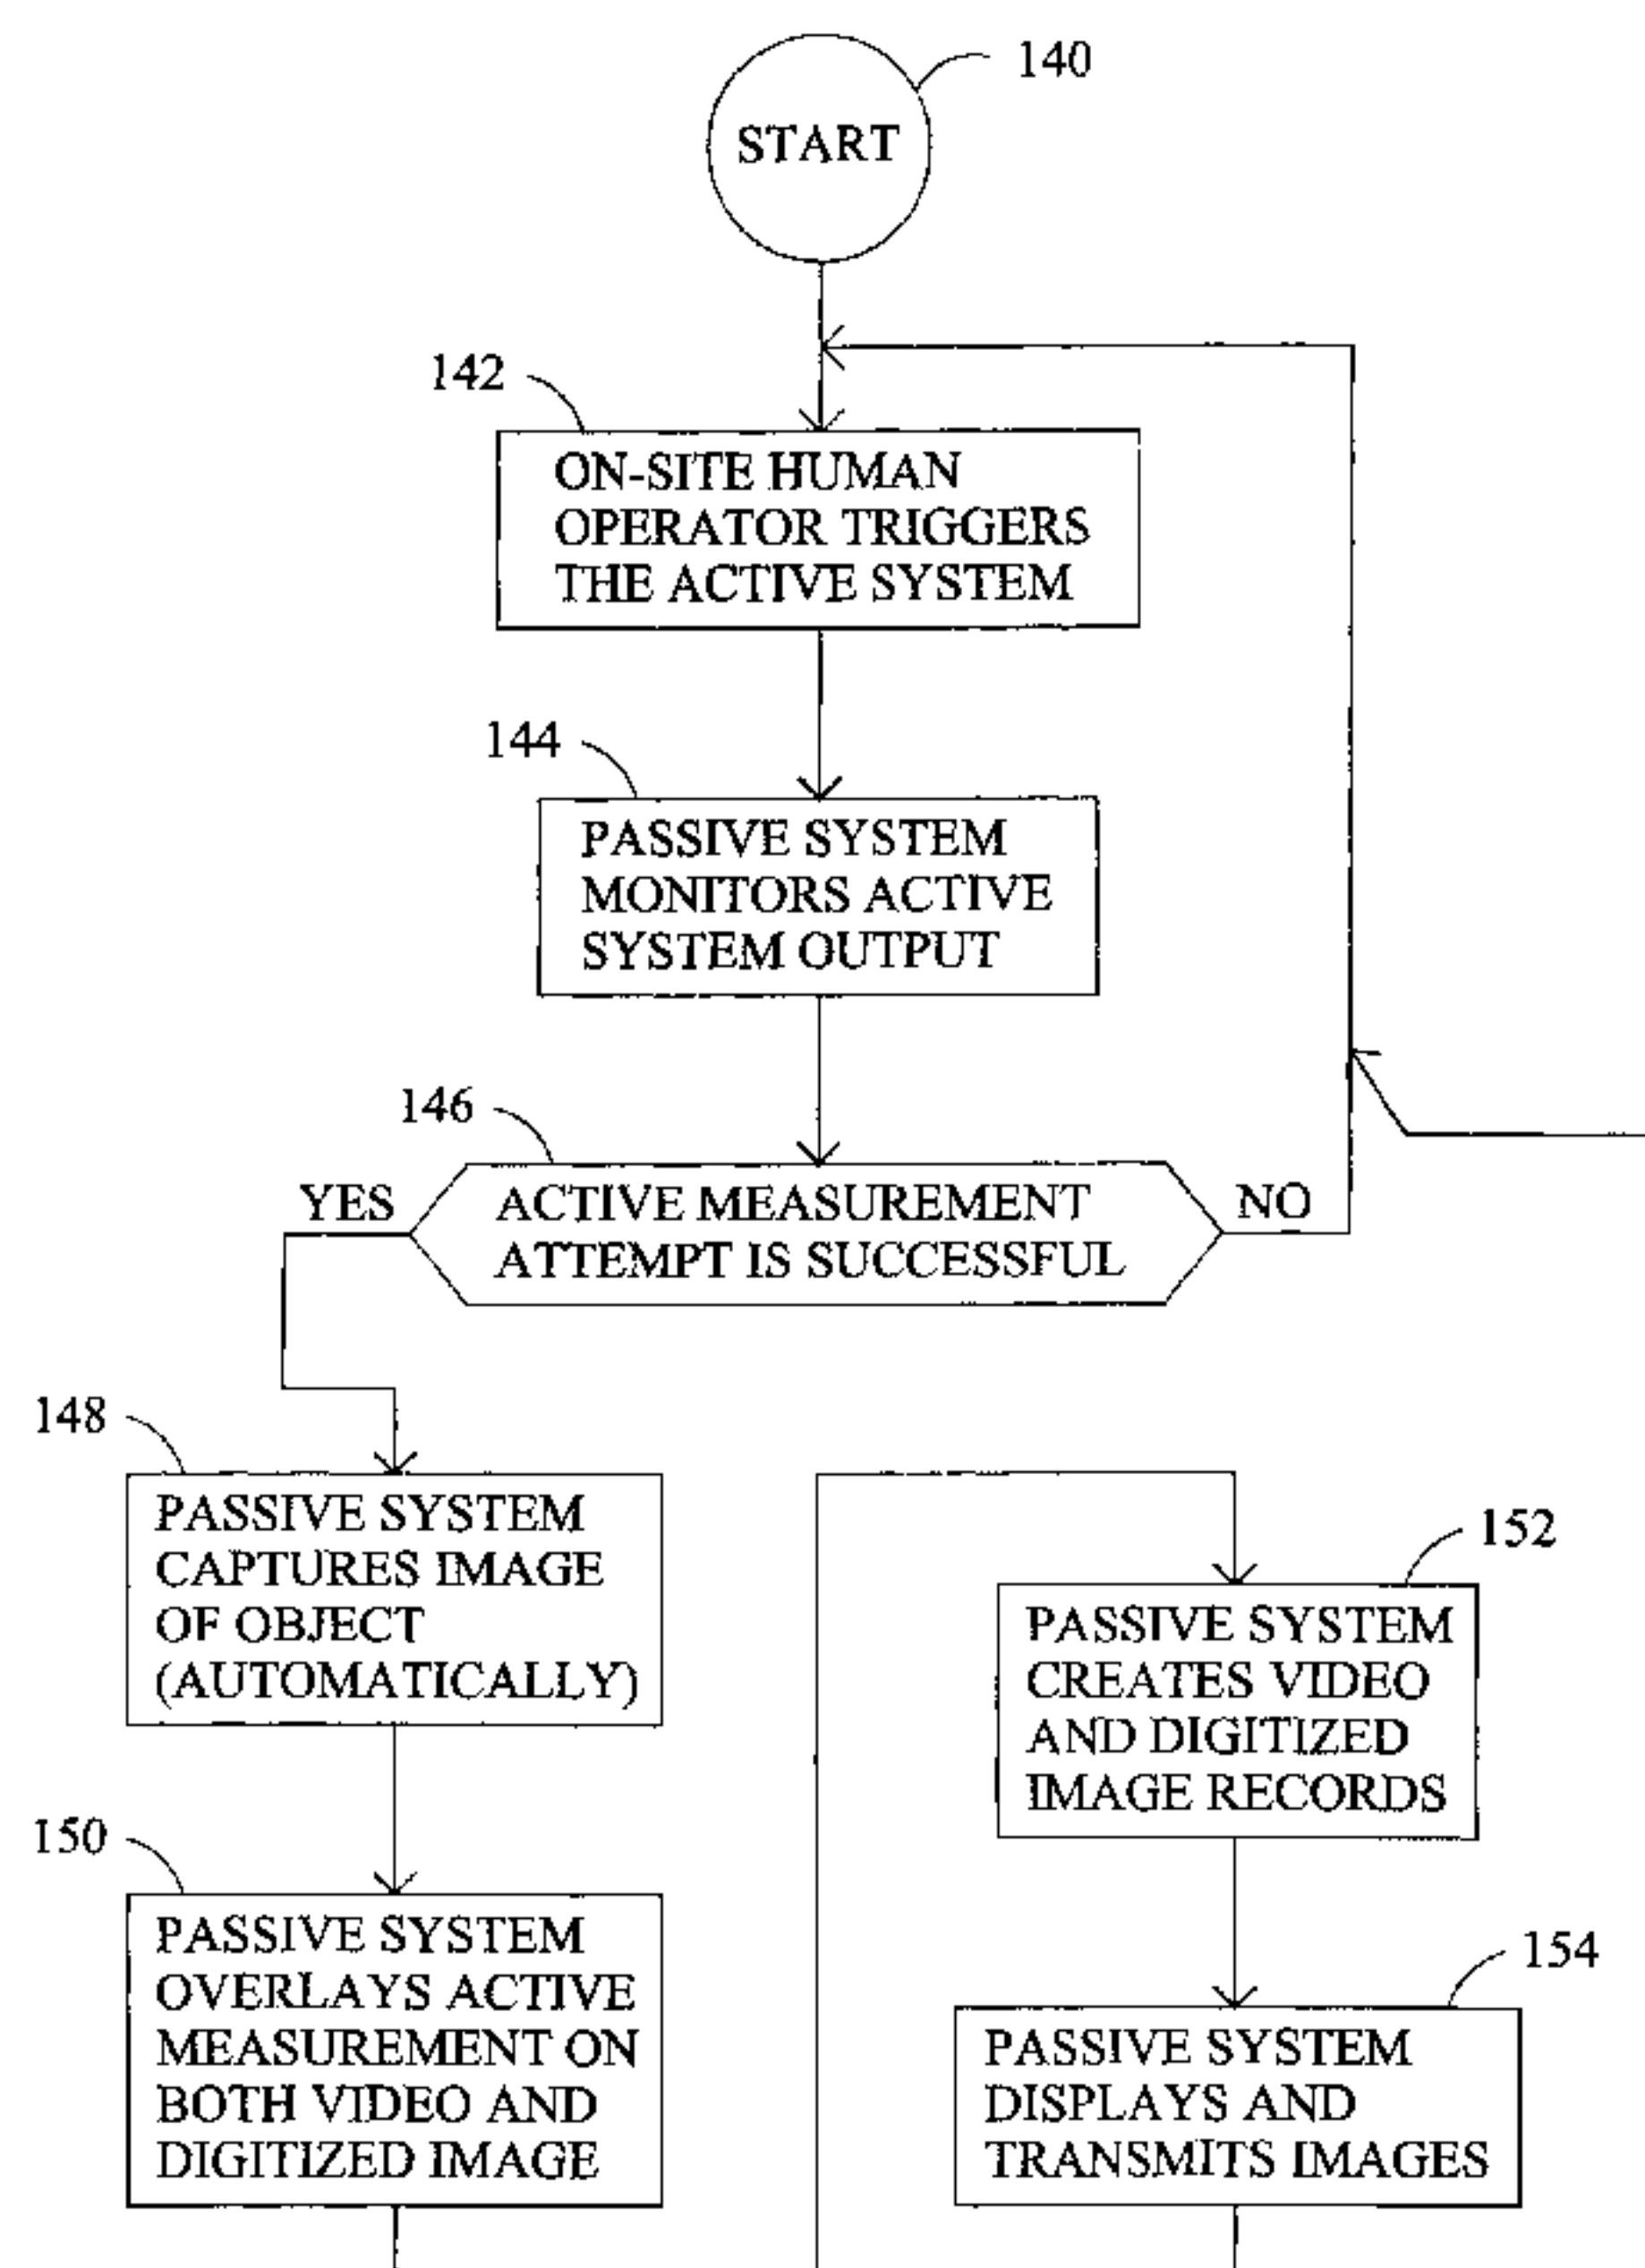 140
START
142
ON-SITE HUMAN
OPERATOR TRIGGERS
THE ACTIVE SYSTEM
144
PASSIVE SYSTEM
MONITORS ACTIVE
SYSTEM OUTPUT
146
YES
ACTIVE MEASUREMENT
ATTEMPT IS SUCCESSFUL
NO
148
PASSIVE SYSTEM
CAPTURES IMAGE
OF OBJECT
(AUTOMATICALLY)
150
PASSIVE SYSTEM
OVERLAYS ACTIVE
MEASUREMENT ON
BOTH VIDEO AND
DIGITIZED IMAGE
152
PASSIVE SYSTEM
CREATES VIDEO
AND DIGITIZED
IMAGE RECORDS
154
PASSIVE SYSTEM
DISPLAYS AND
TRANSMITS IMAGES